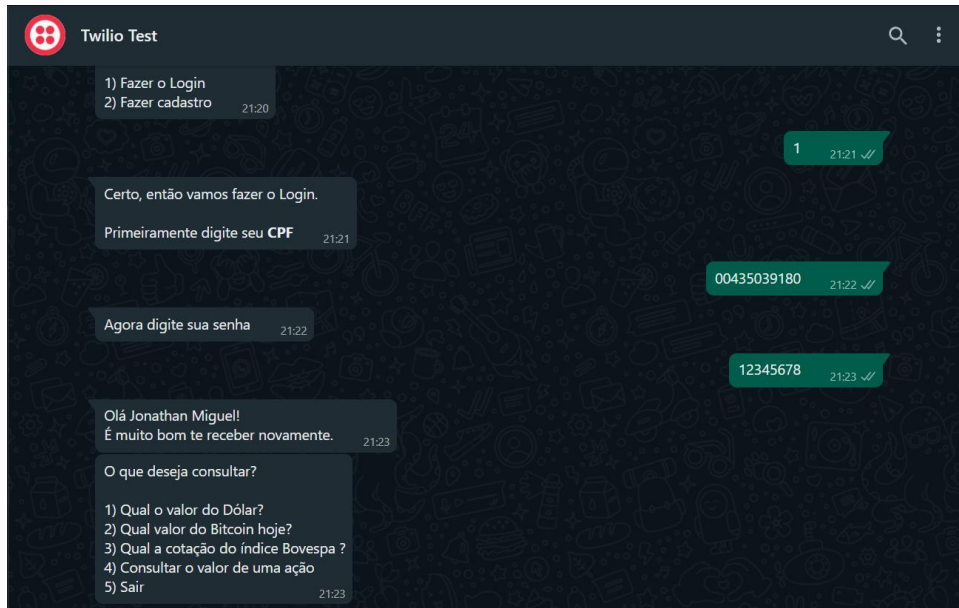 Twilio Test
1) Fazer o Login
2) Fazer cadastro
21:20
1
21:21
Certo, então vamos fazer o Login.
Primeiramente digite seu CPF
21:21
00435039180
21:22
Agora digite sua senha
21:22
12345678
21:23
Olá Jonathan Miguel!
É muito bom te receber novamente.
21:23
O que deseja consultar?
1) Qual o valor do Dólar?
2) Qual valor do Bitcoin hoje?
3) Qual a cotação do índice Bovespa ?
4) Consultar o valor de uma ação
5) Sair
21:23